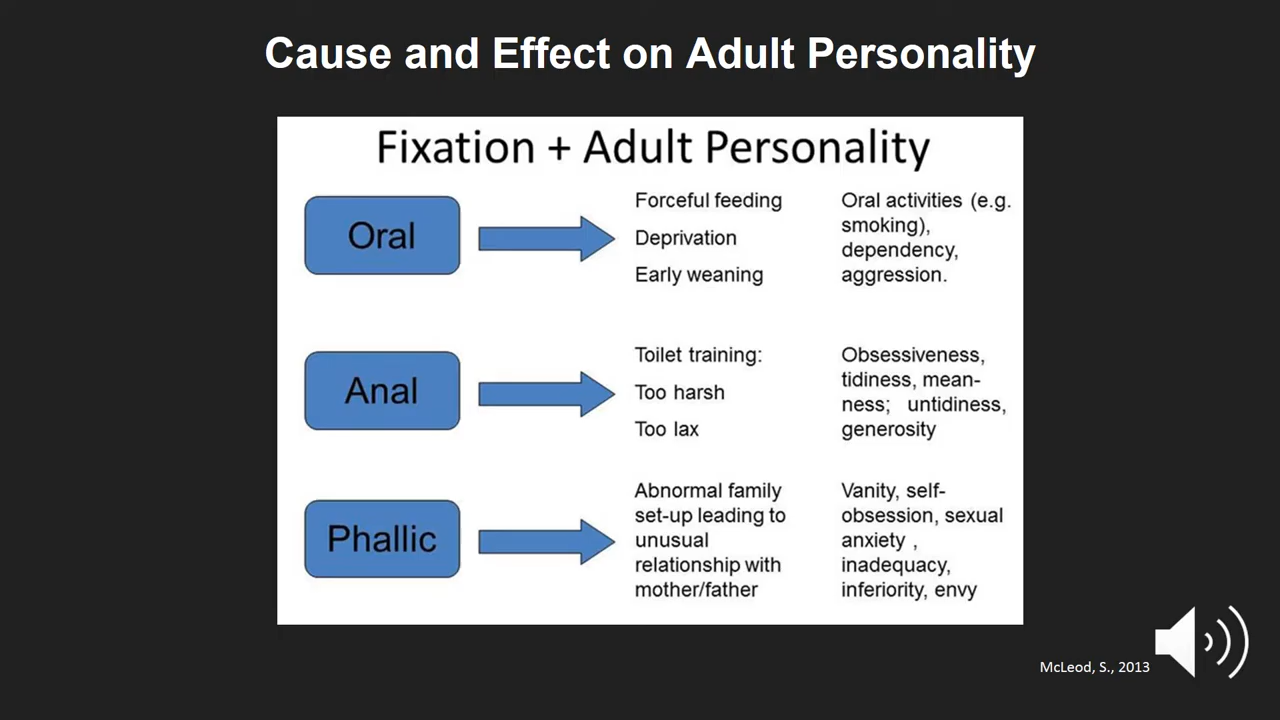 Cause and Effect on Adult Personality
Fixation + Adult Personality
Oral
Forceful feeding
Deprivation
Early weaning
Oral activities (e.g.
smoking),
dependency,
aggression.
Anal
Toilet training:
Too harsh
Too lax
Obsessiveness,
tidiness, mean-
ness; untidiness,
generosity
Phallic
Abnormal family
set-up leading to
unusual
relationship with
mother/father
Vanity, self-
obsession, sexual
anxiety ,
inadequacy,
inferiority, envy
McLeod, S., 2013